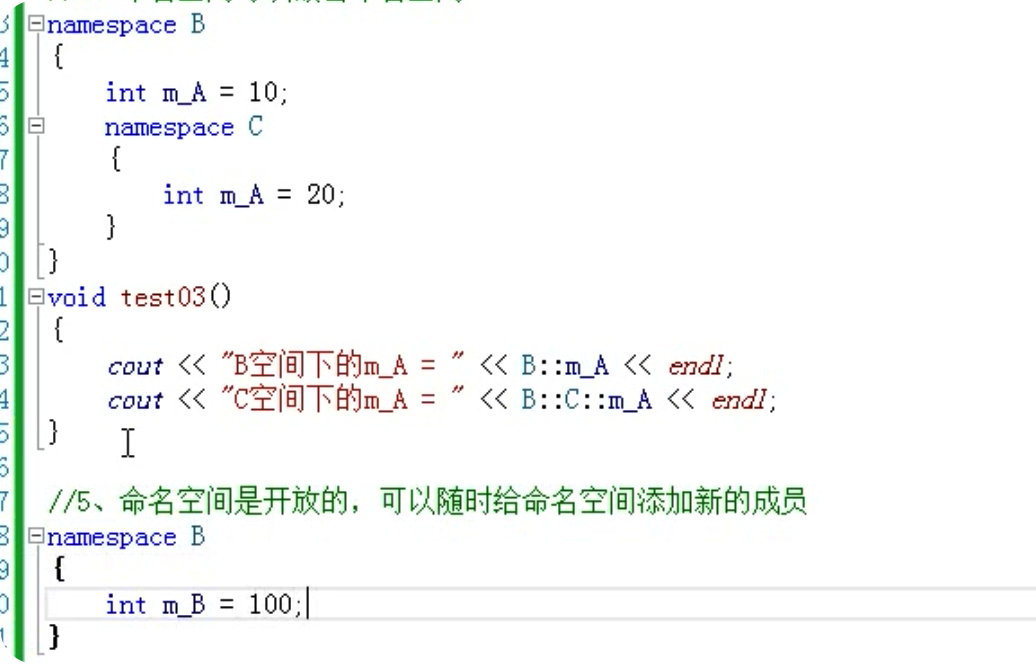 namespace B
{
int m_A = 10;
namespace C
{
int m_A = 20;
}
}
void test03()
{
cout << "B空间下的m_A = " << B::m_A << endl;
cout << "C空间下的m_A = " << B::C::m_A << endl;
}
//5、命名空间是开放的，可以随时给命名空间添加新的成员
namespace B
{
int m_B = 100;
}